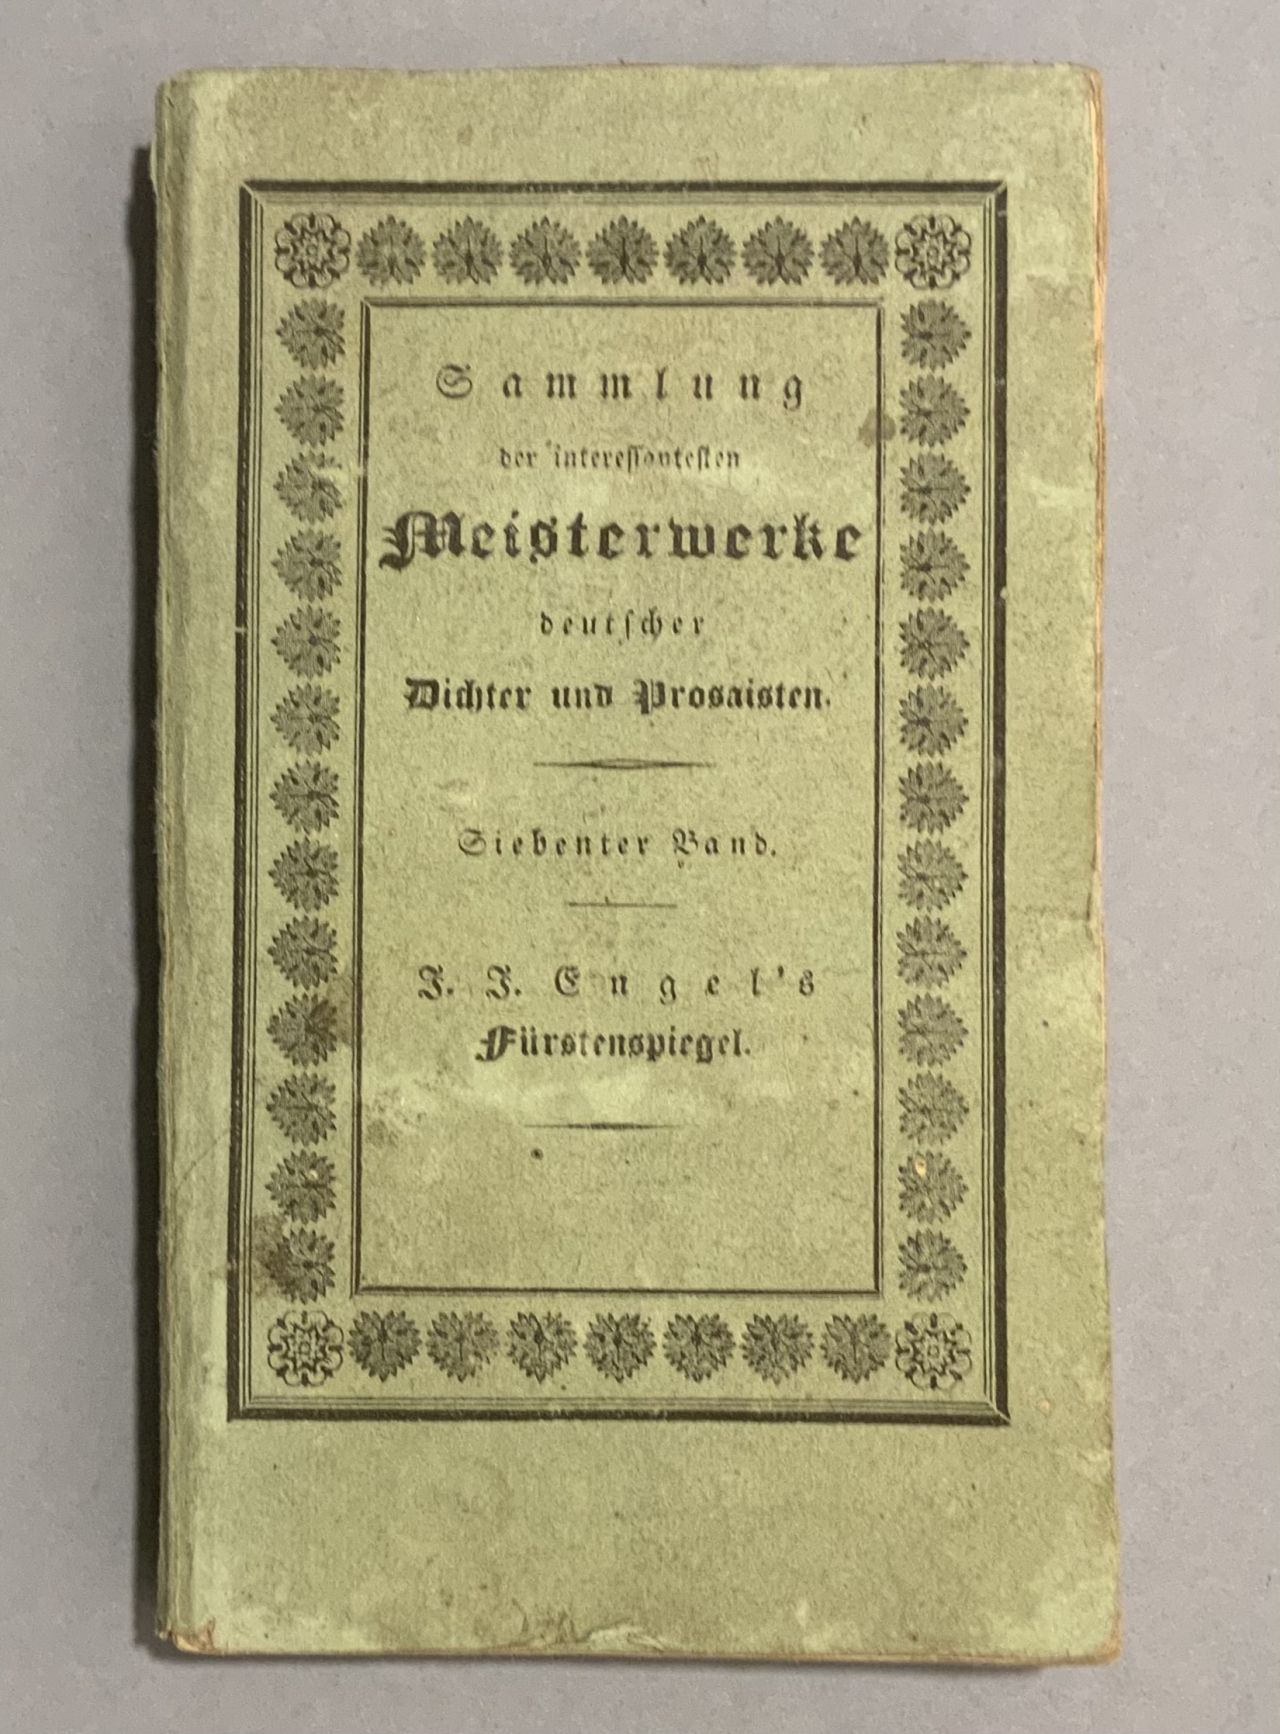 Sammlung
der interessantesten
Meisterwerke
deutscher
Dichter und Prosaisten.
Siebenter Band.
J. J. Engel's
Fürstenspiegel.